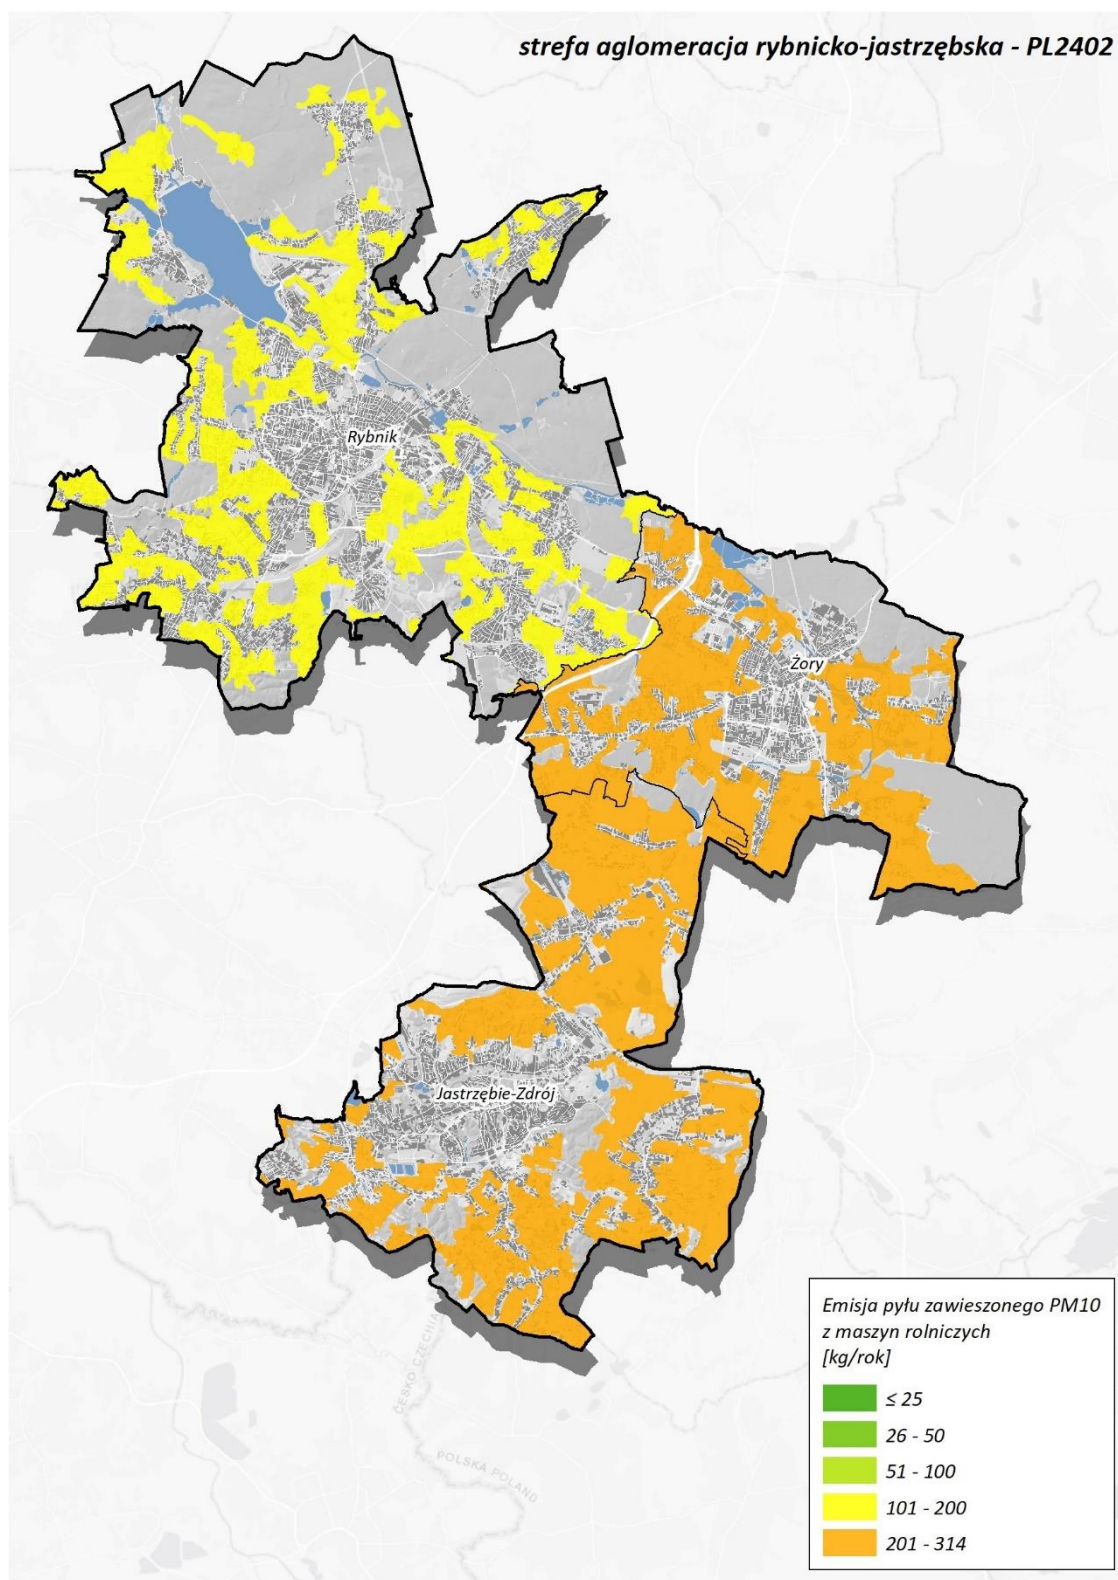 strefa aglomeracja rybnicko-jastrzębska - PL2402
Rybnik
Żory
Jastrzębie-Zdrój
ČESKO CZECHIA
POLSKA POLAND
Emisja pyłu zawieszonego PM10
z maszyn rolniczych
[kg/rok]
≤ 25
26 - 50
51 - 100
101 - 200
201 - 314